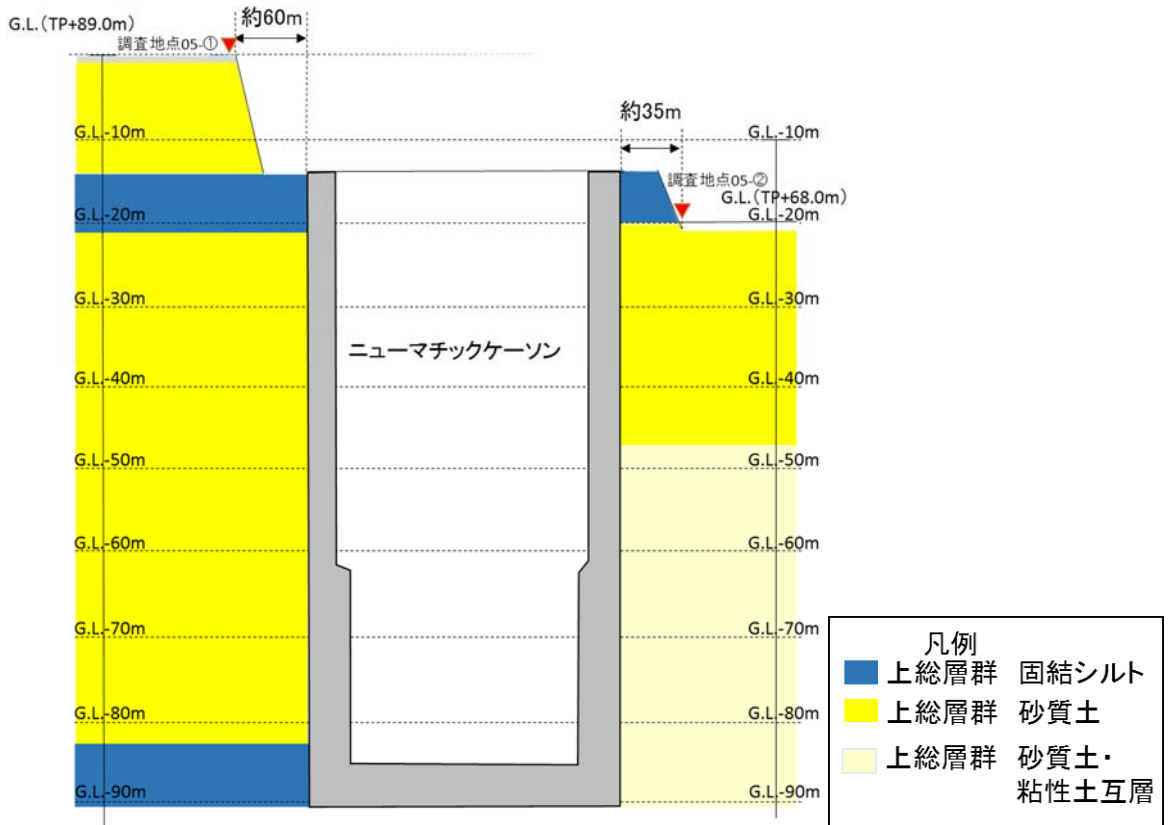 G.L.(TP+89.0m)
約60m
調査地点05-①
約35m
G.L.-10m
G.L.-10m
調査地点05-②
G.L.(TP+68.0m)
G.L.-20m
G.L.-20m
G.L.-30m
G.L.-30m
ニューマチックケーソン
G.L.-40m
G.L.-40m
G.L.-50m
G.L.-50m
G.L.-60m
G.L.-60m
G.L.-70m
G.L.-70m
G.L.-80m
G.L.-80m
G.L.-90m
G.L.-90m
凡例
上総層群 固結シルト
上総層群 砂質土
上総層群 砂質土・
粘性土互層